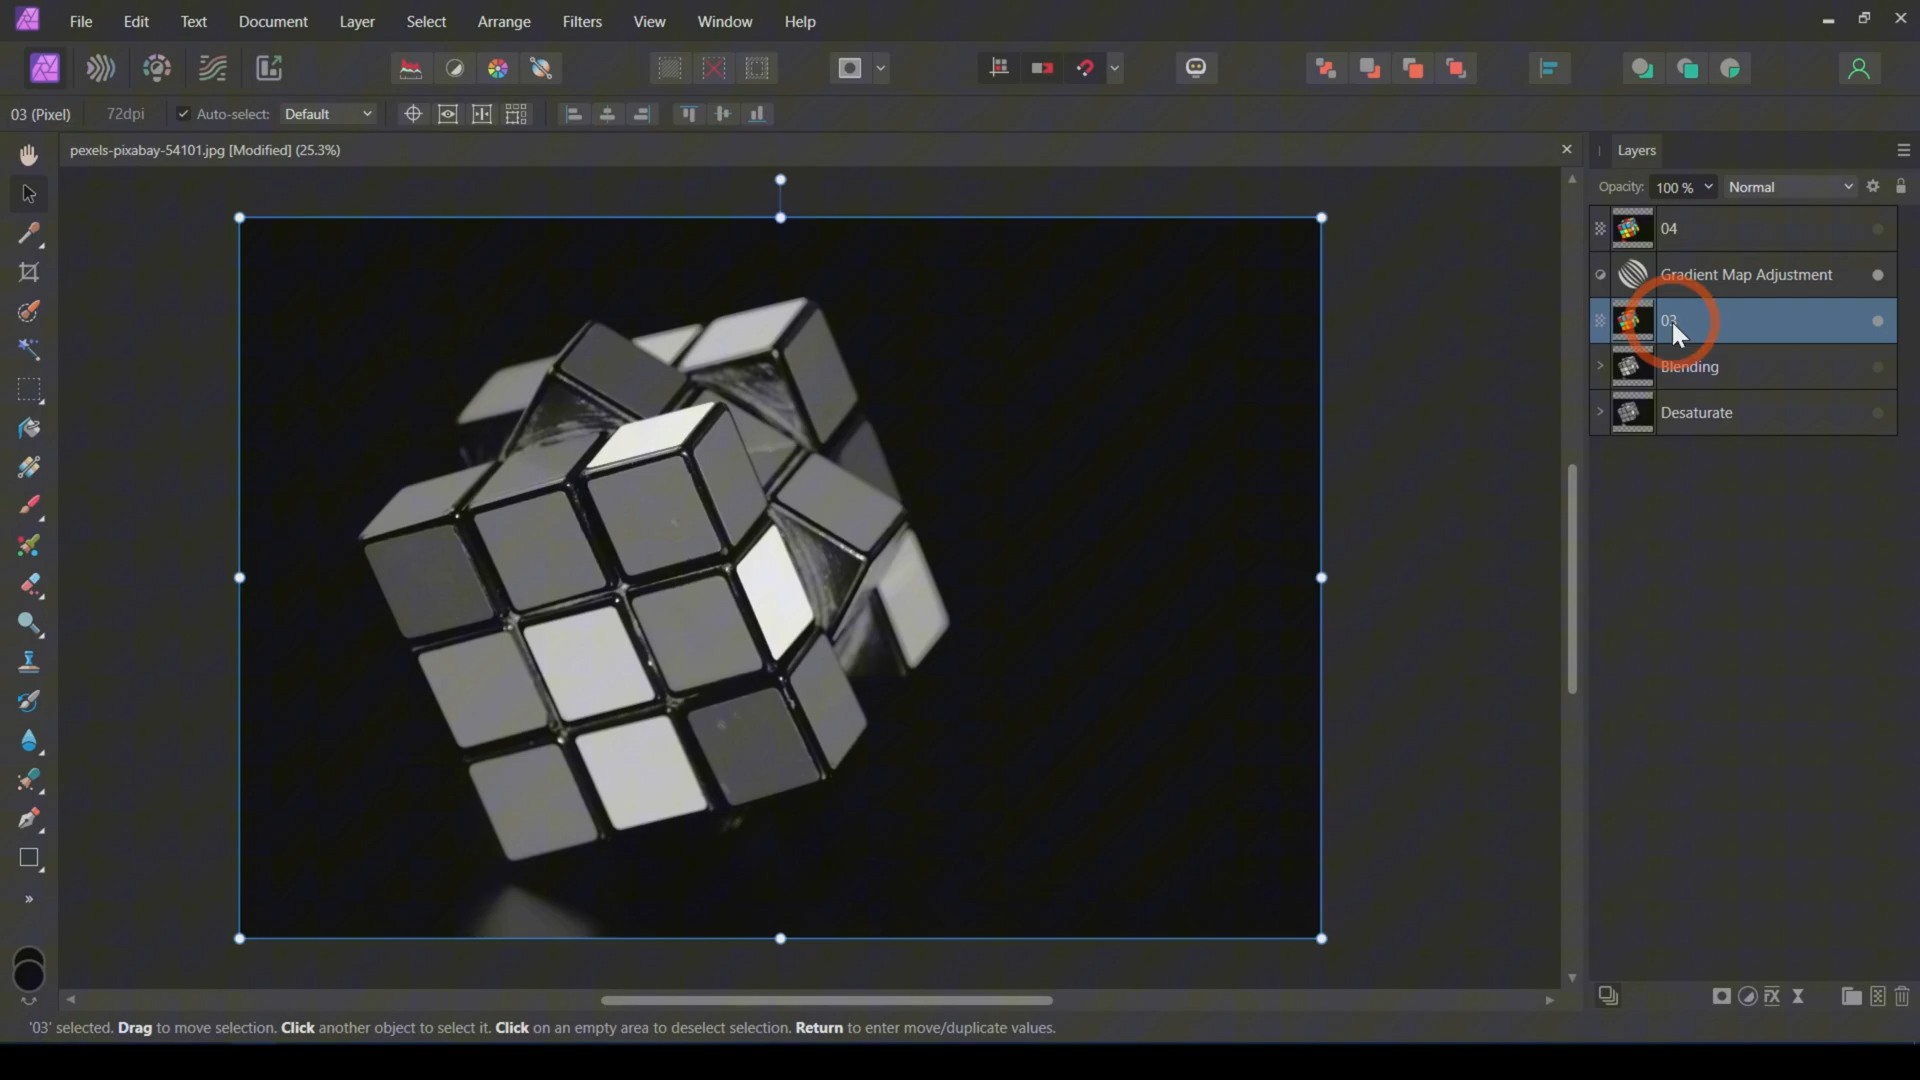 File Edit Text Document Layer Select Arrange Filters View Window Help
03 (Pixel) 72dpi Auto-select: Default
pexels-pixabay-54101.jpg [Modified] (25.3%)
Layers
Opacity: 100 % Normal
04
Gradient Map Adjustment
03
Blending
Desaturate
'03' selected. Drag to move selection. Click another object to select it. Click on an empty area to deselect selection. Return to enter move/duplicate values.